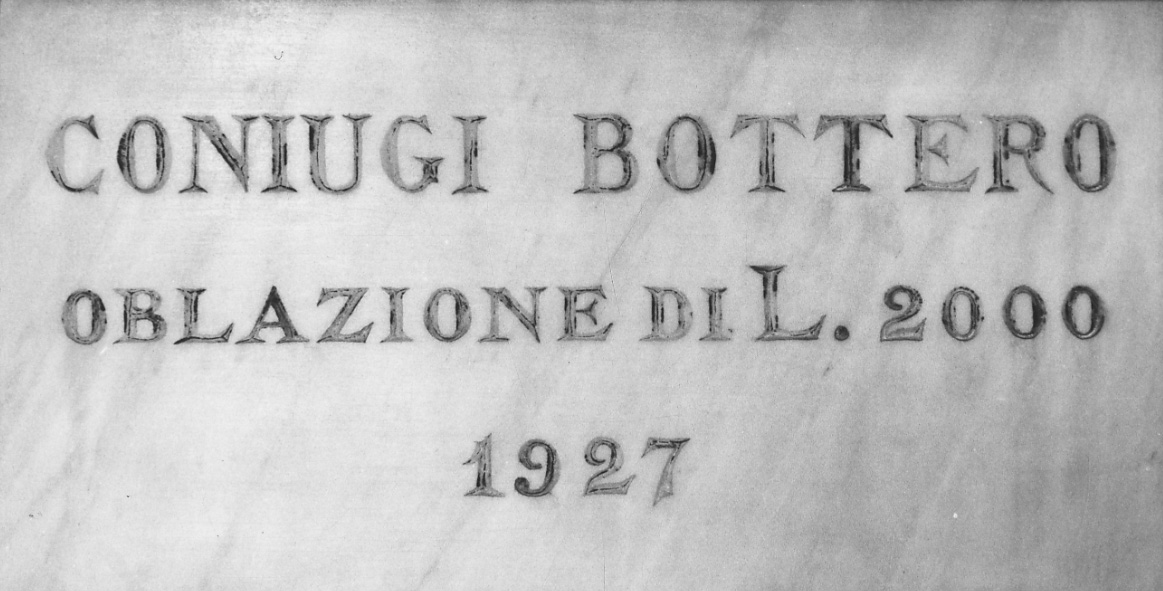 CONIUGI BOTTERO
OBLAZIONE DI L. 2000
1927